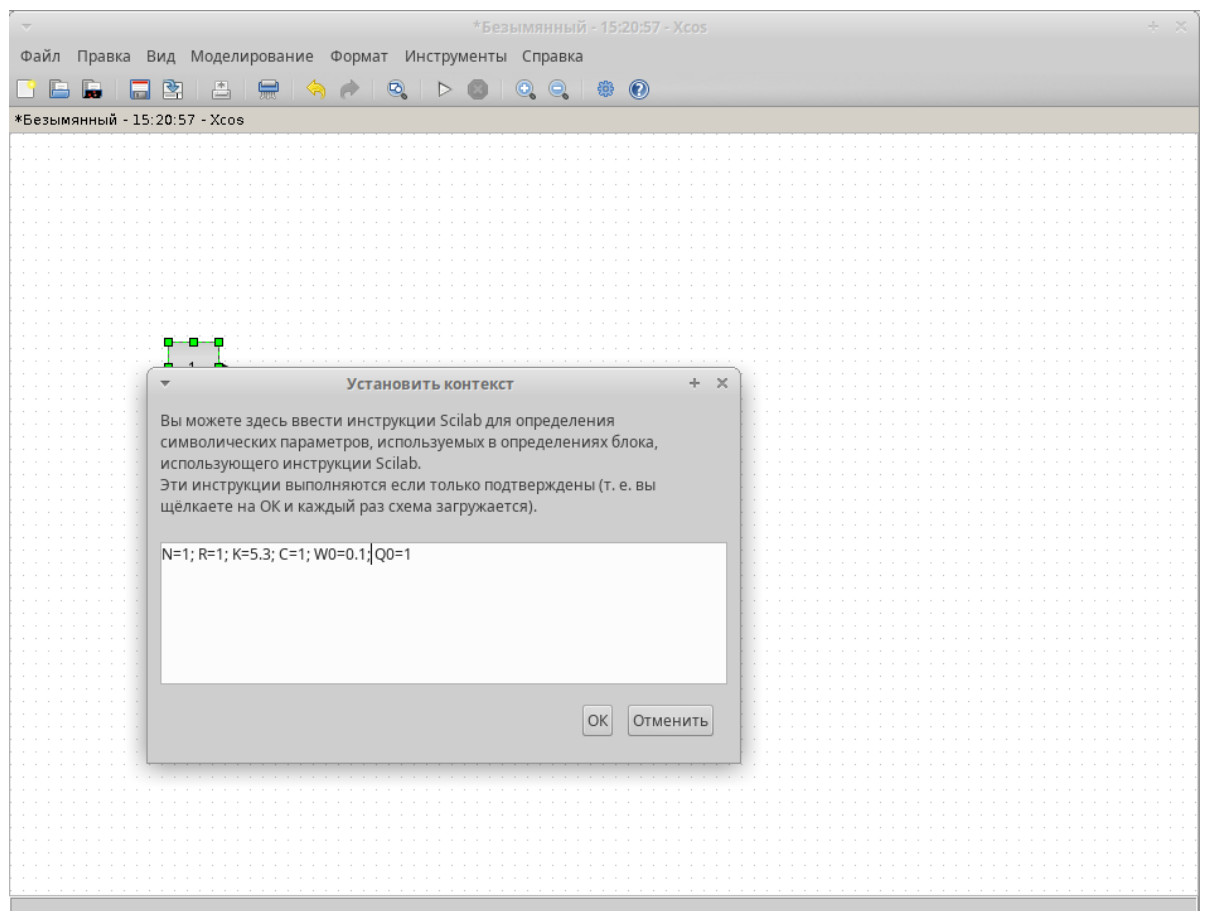 *Безымянный - 15:20:57 - Xcos
Файл Правка Вид Моделирование Формат Инструменты Справка
*Безымянный - 15:20:57 - Xcos
1
Установить контекст
Вы можете здесь ввести инструкции Scilab для определения
символических параметров, используемых в определениях блока,
использующего инструкции Scilab.
Эти инструкции выполняются если только подтверждены (т. е. вы
щёлкаете на ОК и каждый раз схема загружается).
N=1; R=1; K=5.3; C=1; W0=0.1; Q0=1
ОК Отменить